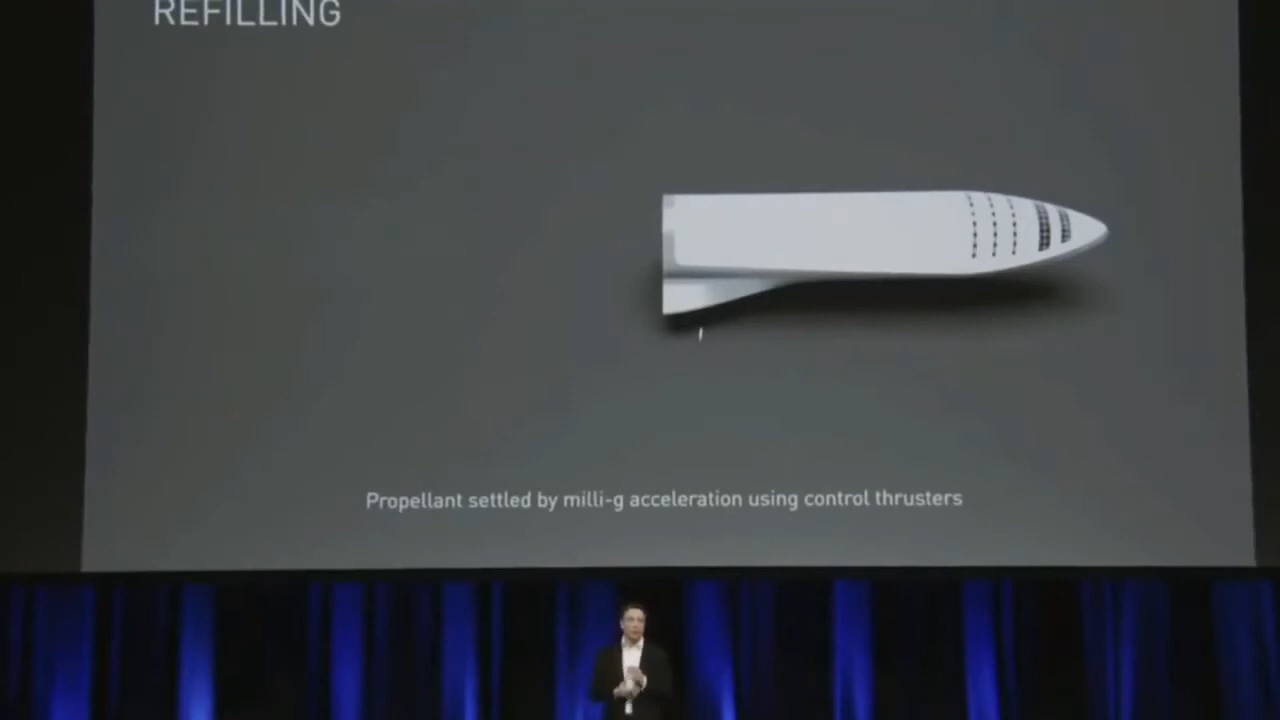 REFILLING
Propellant settled by milli-g acceleration using control thrusters